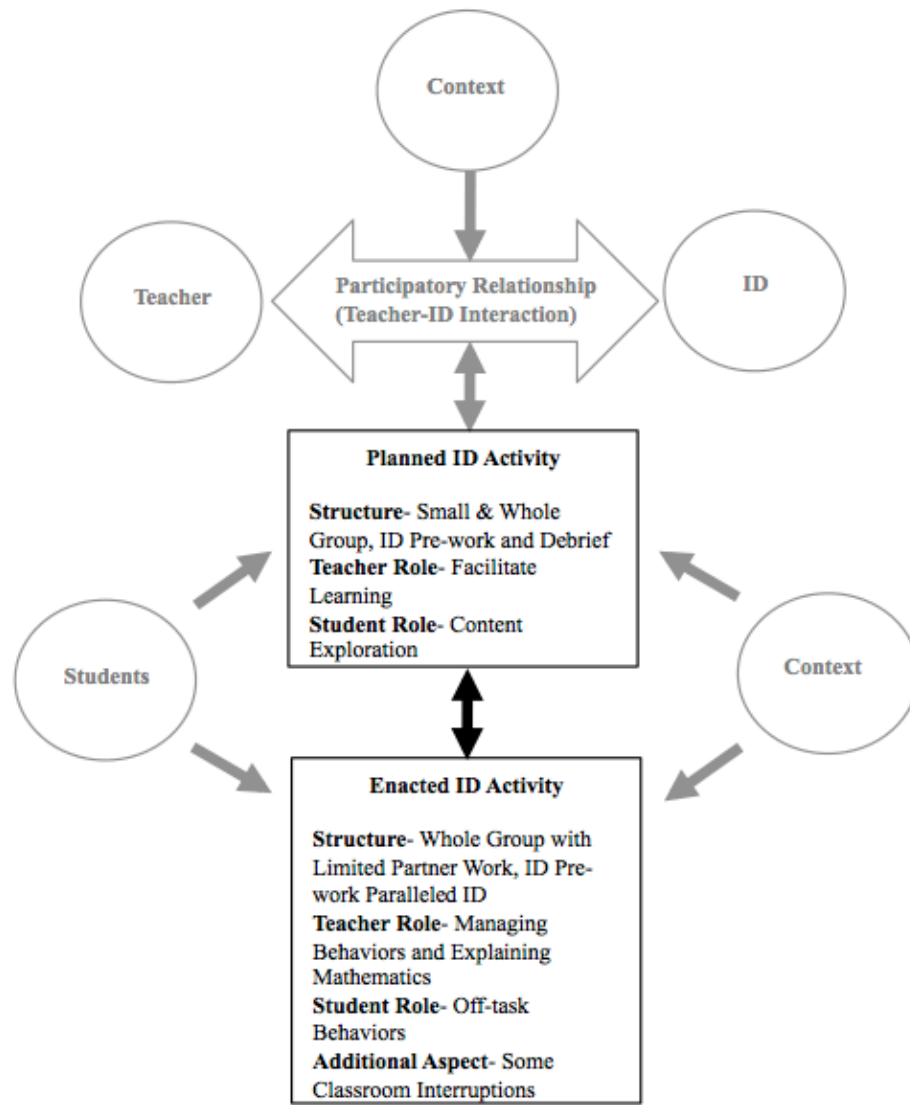 Context
Teacher
Participatory Relationship
(Teacher-ID Interaction)
ID
Planned ID Activity
Structure- Small & Whole
Group, ID Pre-work and Debrief
Teacher Role- Facilitate
Learning
Student Role- Content
Exploration
Students
Context
Enacted ID Activity
Structure- Whole Group with
Limited Partner Work, ID Pre-
work Paralleled ID
Teacher Role- Managing
Behaviors and Explaining
Mathematics
Student Role- Off-task
Behaviors
Additional Aspect- Some
Classroom Interruptions